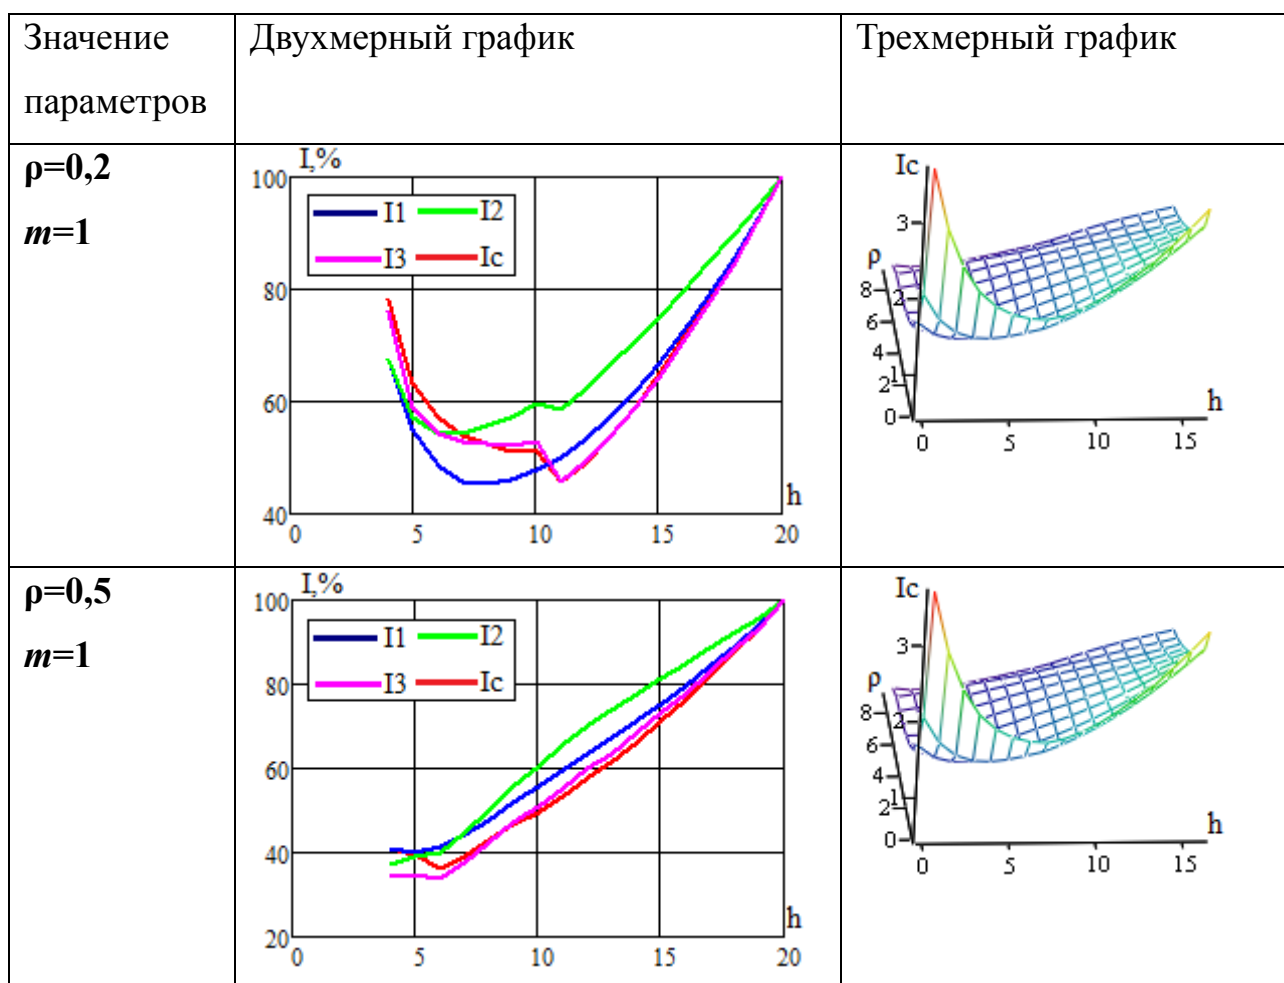 Значение
параметров
Двухмерный график
Трехмерный график
ρ=0,2
m=1
I,%
100
80
60
40
I1
I2
I3
Ic
h
0 5 10 15 20
Ic
3
2
1
ρ
8
6
4
2
0
h
0 5 10 15
ρ=0,5
m=1
I,%
100
80
60
40
20
I1
I2
I3
Ic
h
0 5 10 15 20
Ic
3
2
1
ρ
8
6
4
2
0
h
0 5 10 15